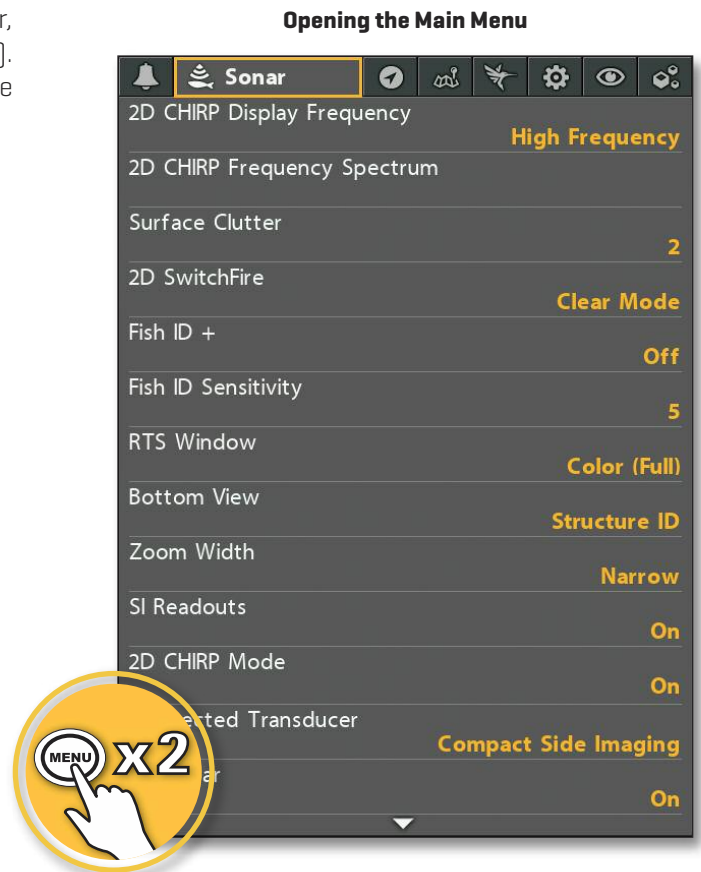 r,
Opening the Main Menu
).
e
Sonar
2D CHIRP Display Frequency
High Frequency
2D CHIRP Frequency Spectrum
Surface Clutter
2
2D SwitchFire
Clear Mode
Fish ID +
Off
Fish ID Sensitivity
5
RTS Window
Color (Full)
Bottom View
Structure ID
Zoom Width
Narrow
SI Readouts
On
2D CHIRP Mode
On
ected Transducer
Compact Side Imaging
MENU x2
ar
On